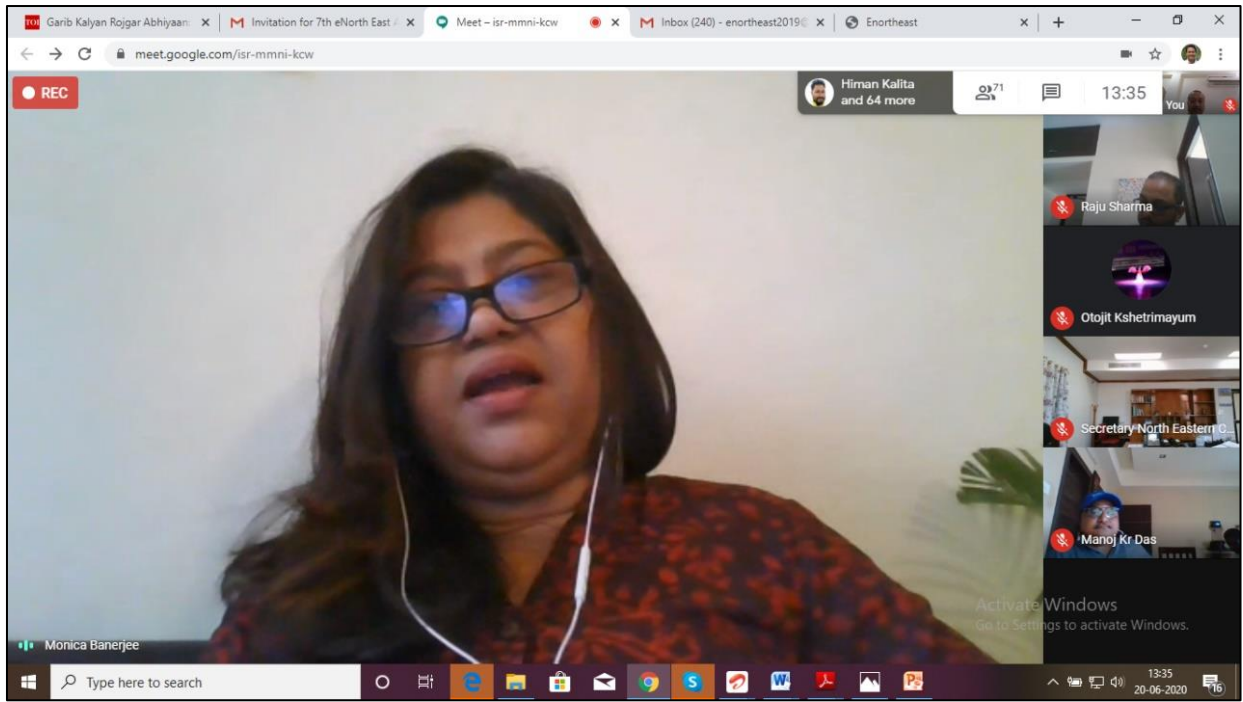 TOI Garib Kalyan Rojgar Abhiyaan:
Invitation for 7th eNorth East A
Meet – isr-mmni-kcw
Inbox (240) - enortheast2019@
Enortheast
meet.google.com/isr-mmni-kcw
REC
Himan Kalita
and 64 more
71
13:35
You
Raju Sharma
Otojit Kshetrimayum
Secretary North Eastern C...
Manoj Kr Das
Activate Windows
Go to Settings to activate Windows.
Monica Banerjee
Type here to search
13:35
20-06-2020
16